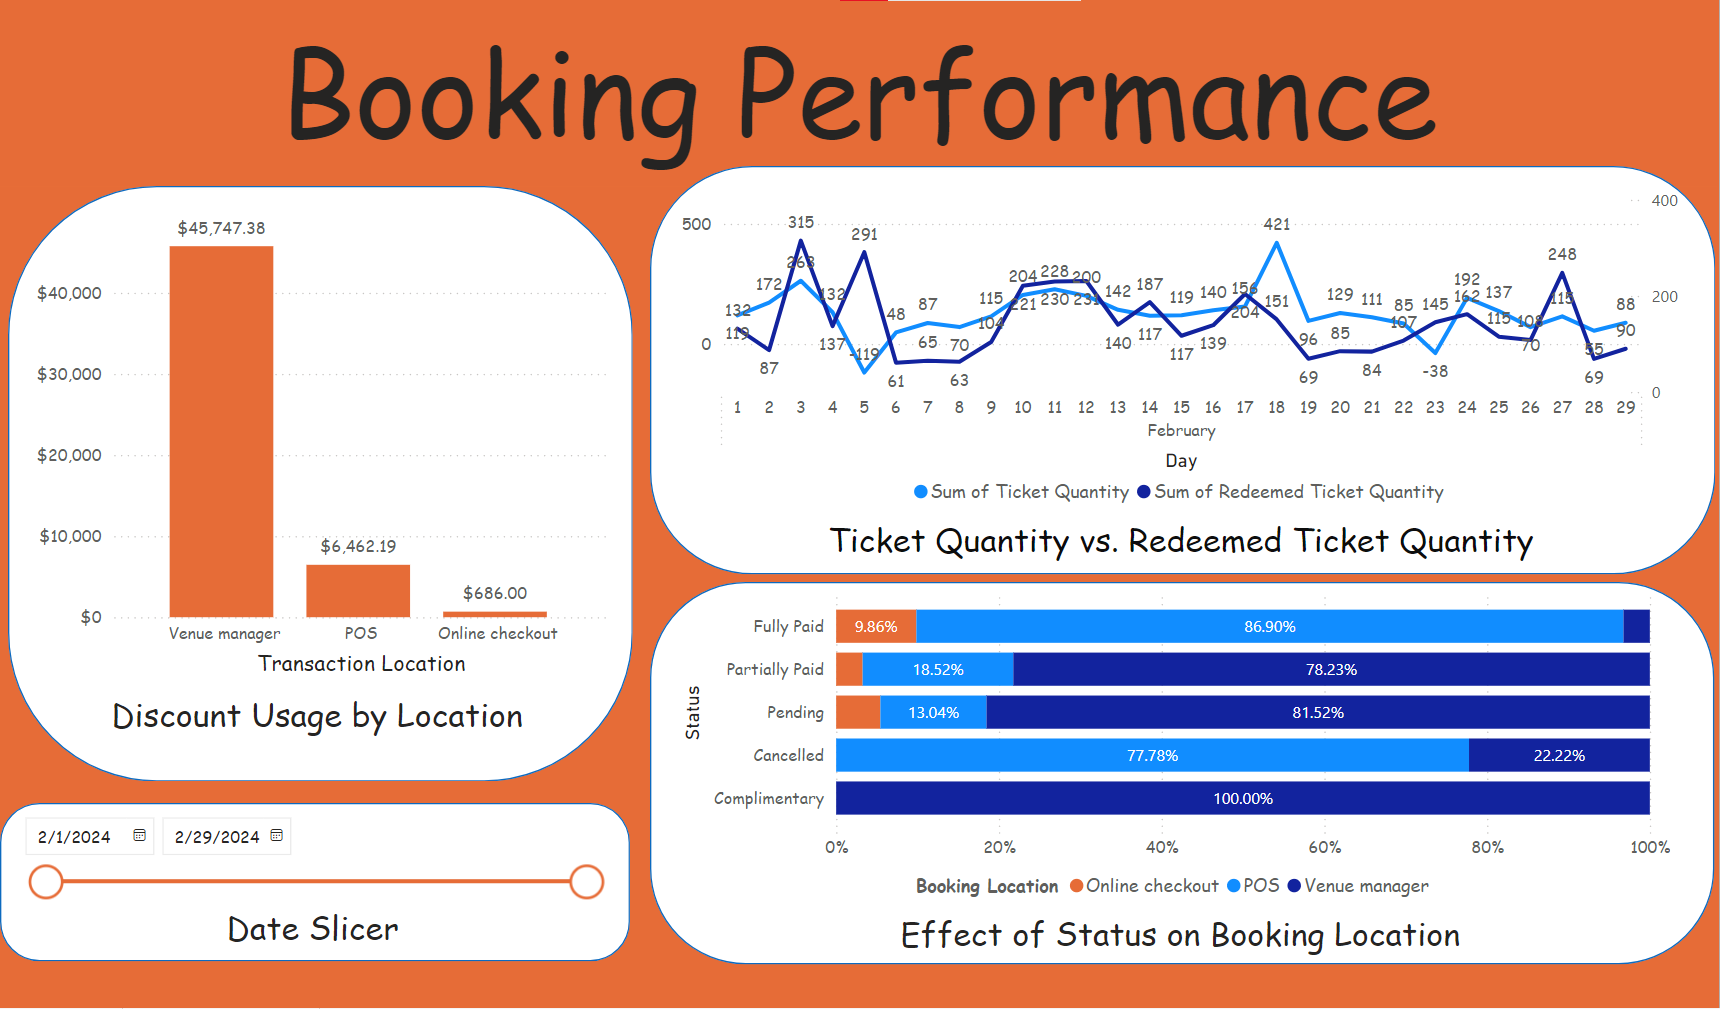 Booking Performance
$45,747.38
$40,000
$30,000
$20,000
$10,000
$6,462.19
$686.00
$0
Venue manager POS Online checkout
Transaction Location
Discount Usage by Location
2/1/2024 2/29/2024
Date Slicer
400
500
200
0
0
315 291 421 248
263
172 132 204 228 200 192
132 48 87 115 142 187 119 140 156 151 129 111 85 145 162 137 115 88
119 137 -119 65 70 104 221 230 231 140 117 117 139 204 96 85 107 115 108 55 90
87 61 63 69 84 -38 70 69
1 2 3 4 5 6 7 8 9 10 11 12 13 14 15 16 17 18 19 20 21 22 23 24 25 26 27 28 29
February
Day
Sum of Ticket Quantity Sum of Redeemed Ticket Quantity
Ticket Quantity vs. Redeemed Ticket Quantity
Status
Fully Paid 9.86% 86.90%
Partially Paid 18.52% 78.23%
Pending 13.04% 81.52%
Cancelled 77.78% 22.22%
Complimentary 100.00%
0% 20% 40% 60% 80% 100%
Booking Location Online checkout POS Venue manager
Effect of Status on Booking Location